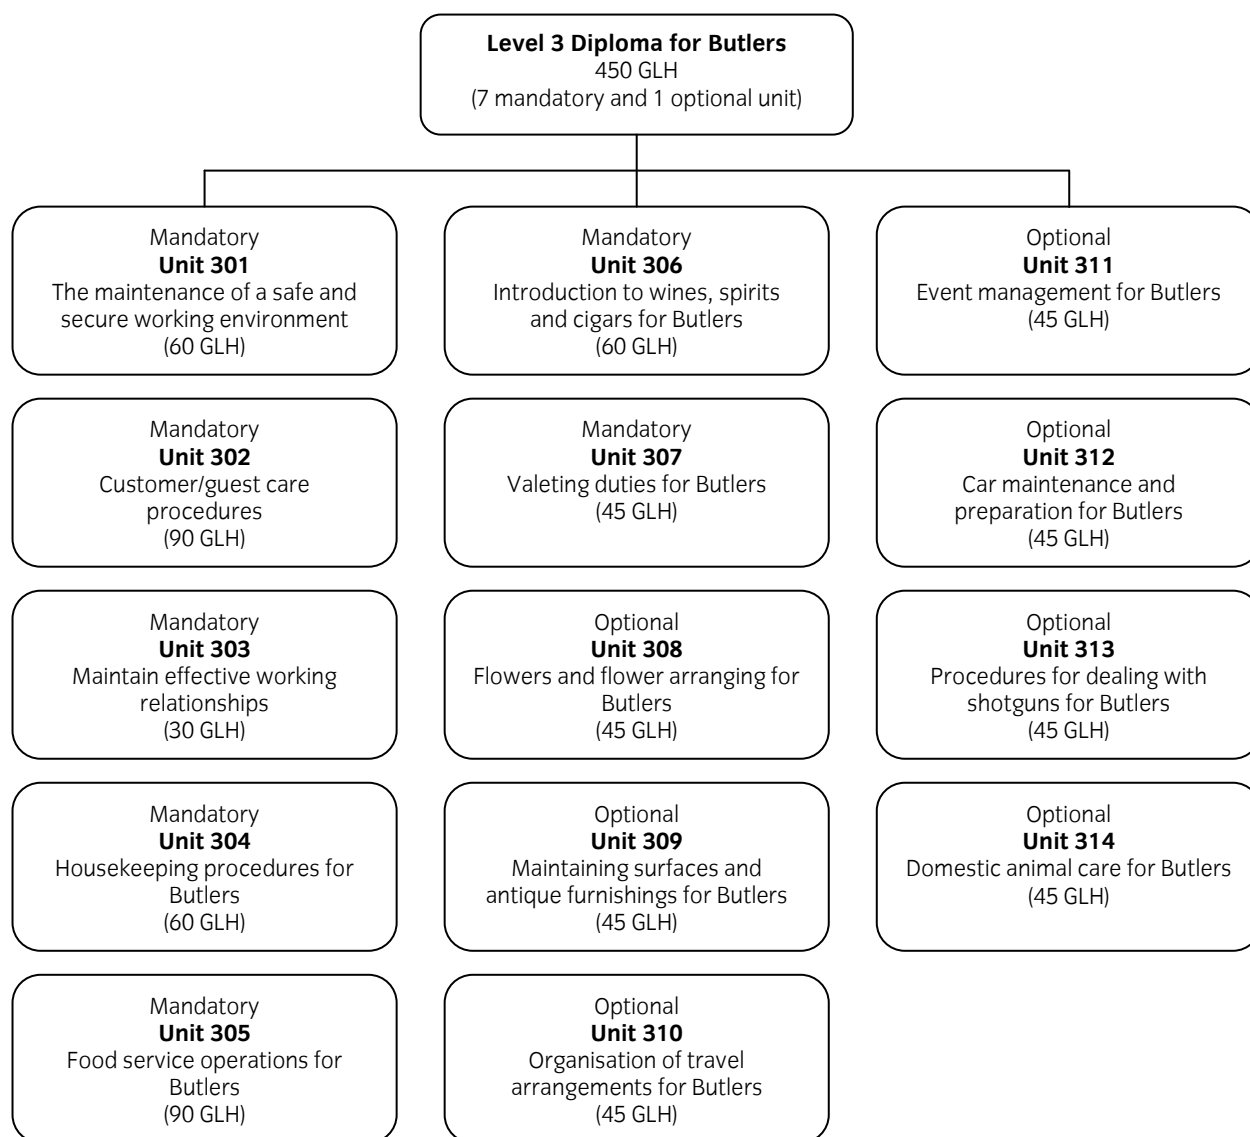 Level 3 Diploma for Butlers
450 GLH
(7 mandatory and 1 optional unit)
Mandatory
Unit 301
The maintenance of a safe and
secure working environment
(60 GLH)
Mandatory
Unit 302
Customer/guest care
procedures
(90 GLH)
Mandatory
Unit 303
Maintain effective working
relationships
(30 GLH)
Mandatory
Unit 304
Housekeeping procedures for
Butlers
(60 GLH)
Mandatory
Unit 305
Food service operations for
Butlers
(90 GLH)
Mandatory
Unit 306
Introduction to wines, spirits
and cigars for Butlers
(60 GLH)
Mandatory
Unit 307
Valeting duties for Butlers
(45 GLH)
Optional
Unit 308
Flowers and flower arranging for
Butlers
(45 GLH)
Optional
Unit 309
Maintaining surfaces and
antique furnishings for Butlers
(45 GLH)
Optional
Unit 310
Organisation of travel
arrangements for Butlers
(45 GLH)
Optional
Unit 311
Event management for Butlers
(45 GLH)
Optional
Unit 312
Car maintenance and
preparation for Butlers
(45 GLH)
Optional
Unit 313
Procedures for dealing with
shotguns for Butlers
(45 GLH)
Optional
Unit 314
Domestic animal care for Butlers
(45 GLH)